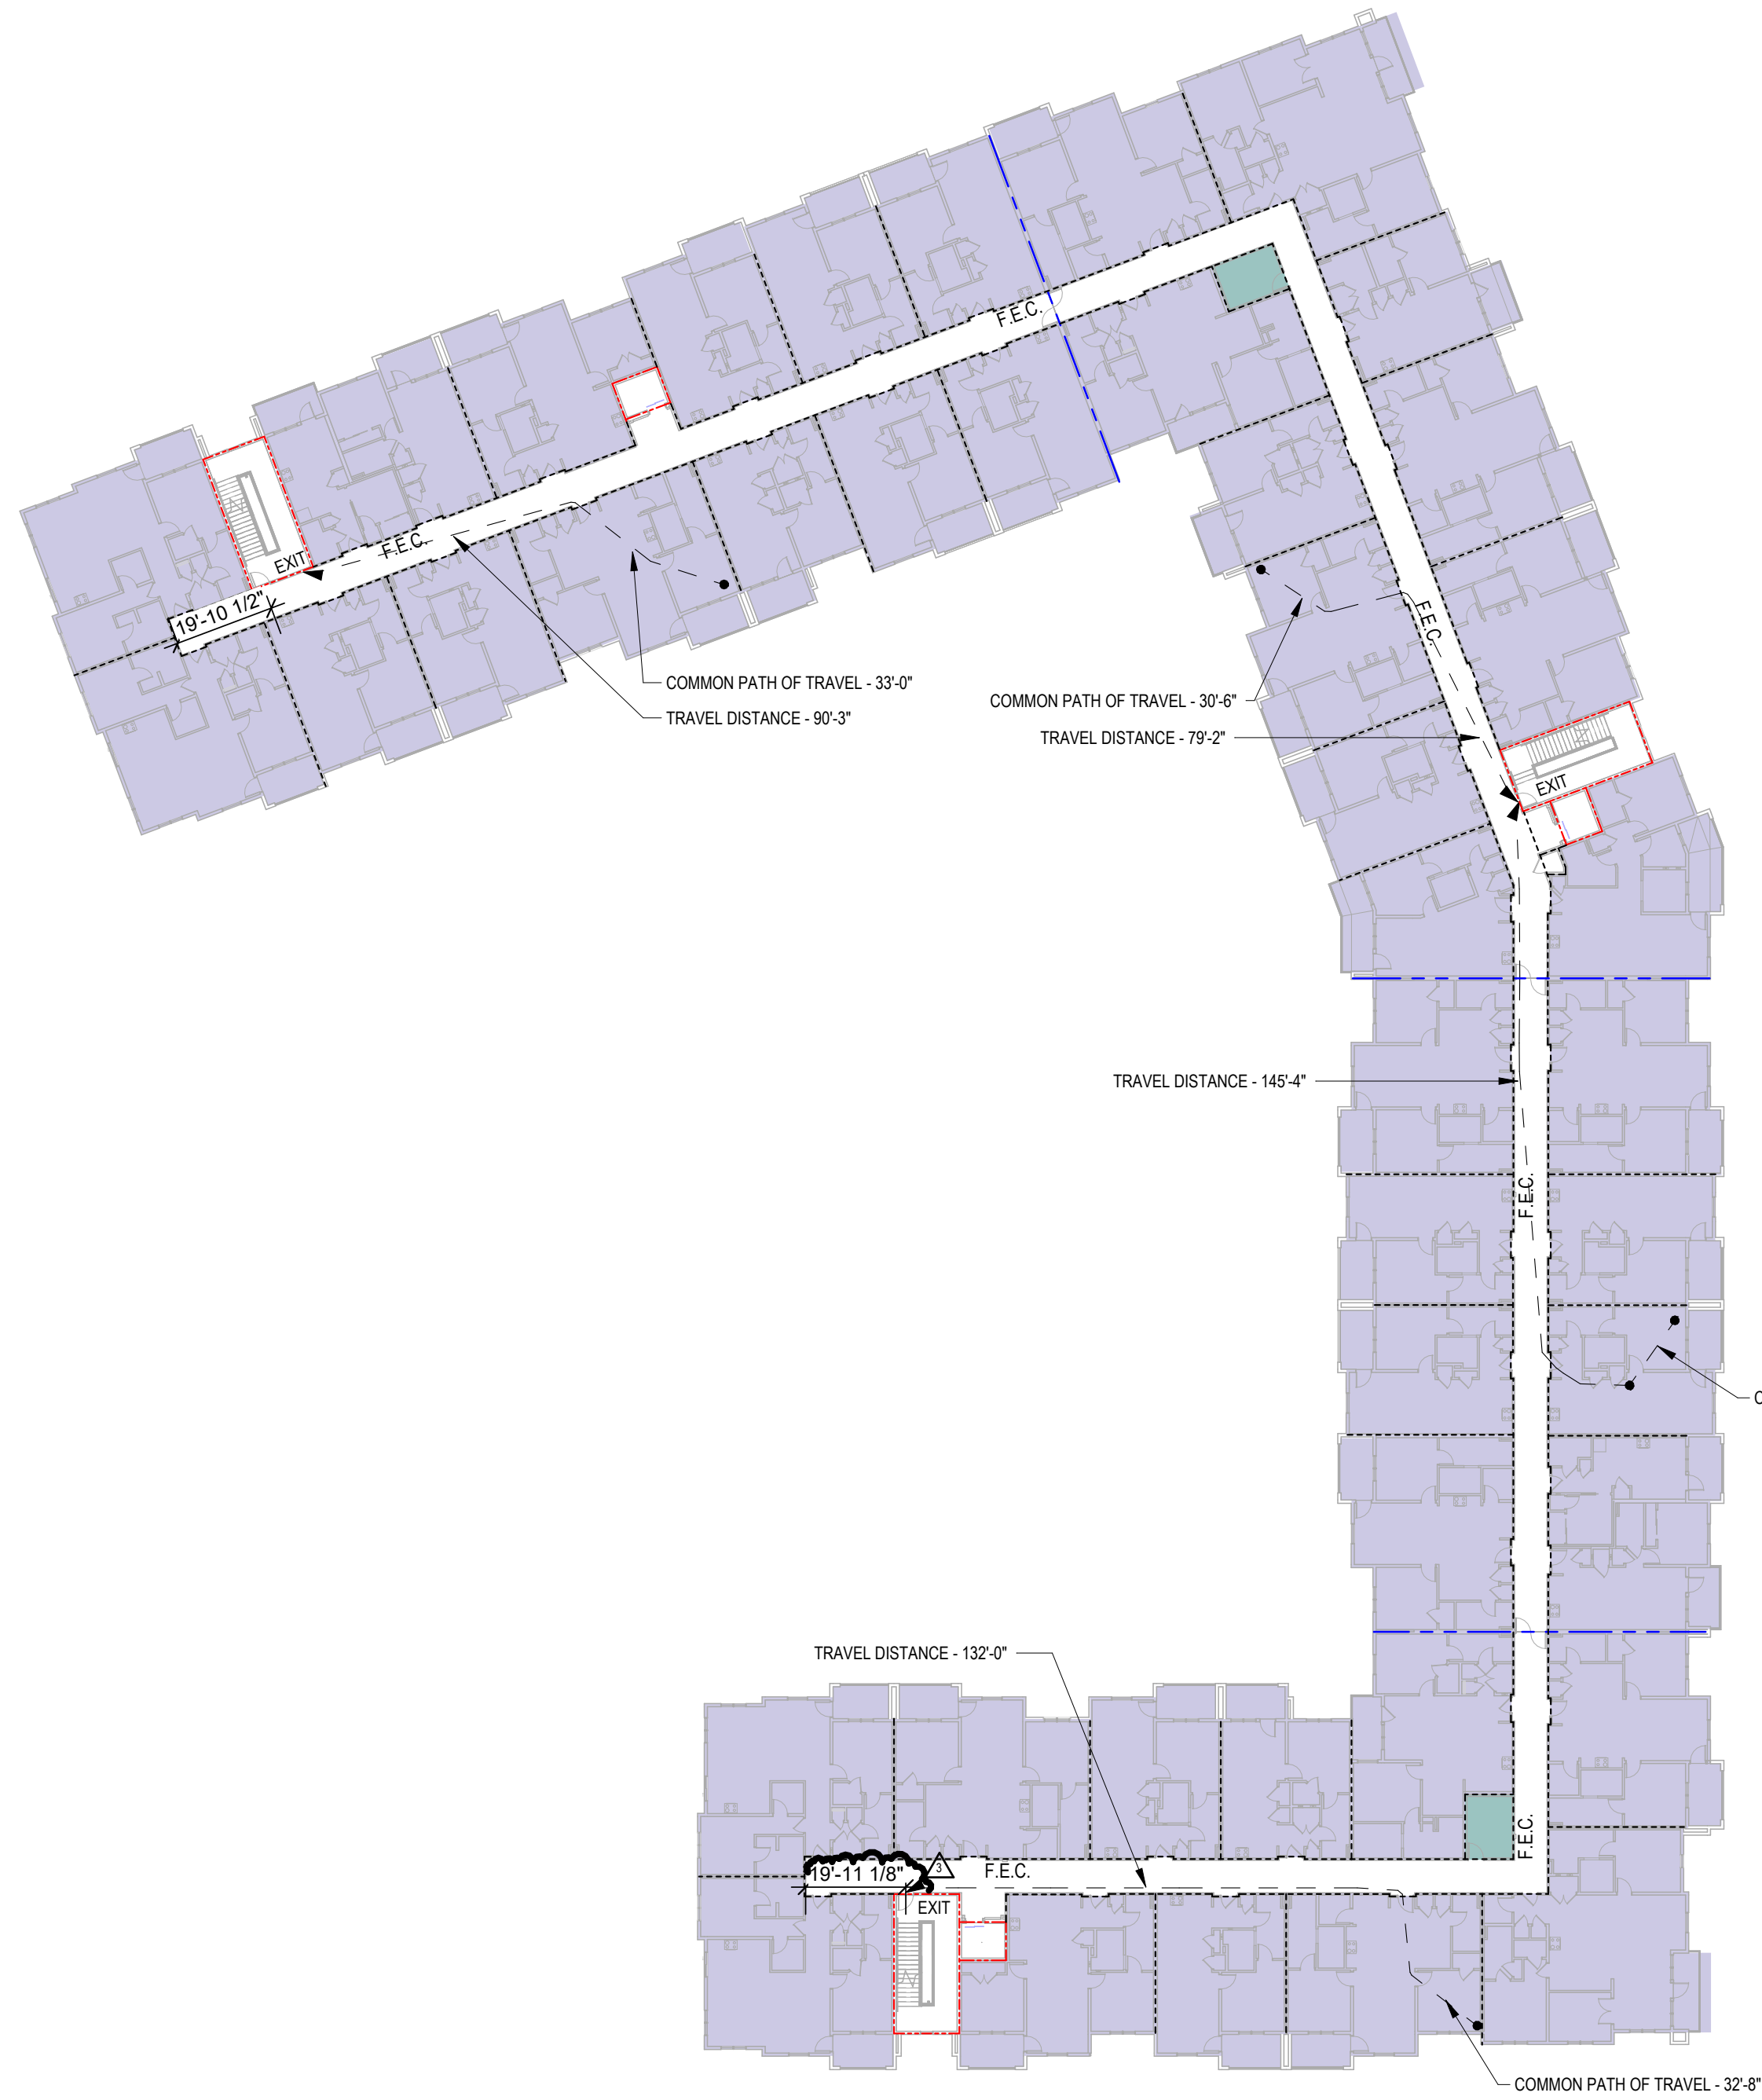 F.E.C.
F.E.C.
EXIT
19'-10 1/2"
F.E.C.
COMMON PATH OF TRAVEL - 33'-0"
COMMON PATH OF TRAVEL - 30'-6"
TRAVEL DISTANCE - 90'-3"
TRAVEL DISTANCE - 79'-2"
EXIT
TRAVEL DISTANCE - 145'-4"
F.E.C.
C
TRAVEL DISTANCE - 132'-0"
F.E.C.
19'-11 1/8"
3
F.E.C.
EXIT
COMMON PATH OF TRAVEL - 32'-8"